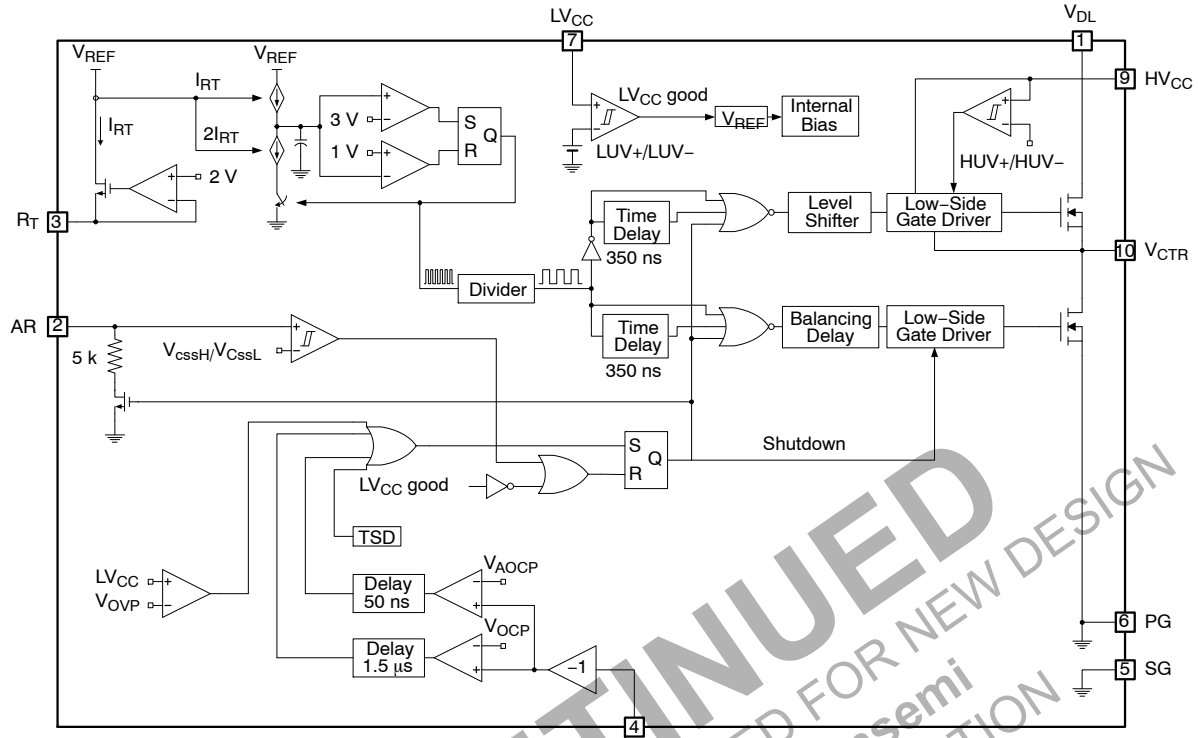 LVCC
VDL
7
1
VREF
VREF
9
HVCC
IRT
LVCC good
VREF
Internal
Bias
3 V
S
Q
R
IRT
2IRT
1 V
LUV+/LUV−
HUV+/HUV−
2 V
RT
3
Time
Delay
350 ns
Level
Shifter
Low−Side
Gate Driver
10
VCTR
Divider
AR
2
Time
Delay
350 ns
Balancing
Delay
Low−Side
Gate Driver
5 k
VcssH/VCssL
S
Q
R
Shutdown
LVCC good
TSD
LVCC
VOVP
Delay
50 ns
VAOCP
Delay
1.5 μs
VOCP
−1
6
PG
5
SG
4
TINUED
ED FOR NEW DESIGN
semi
TION